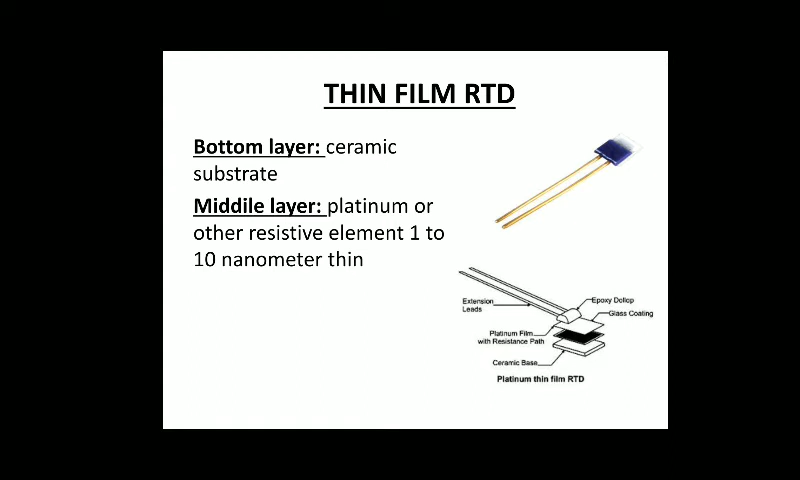 THIN FILM RTD
Bottom layer: ceramic
substrate
Middile layer: platinum or
other resistive element 1 to
10 nanometer thin
Extension
Leads
Epoxy Dollop
Glass Coating
Platinum Film
with Resistance Path
Ceramic Base
Platinum thin film RTD